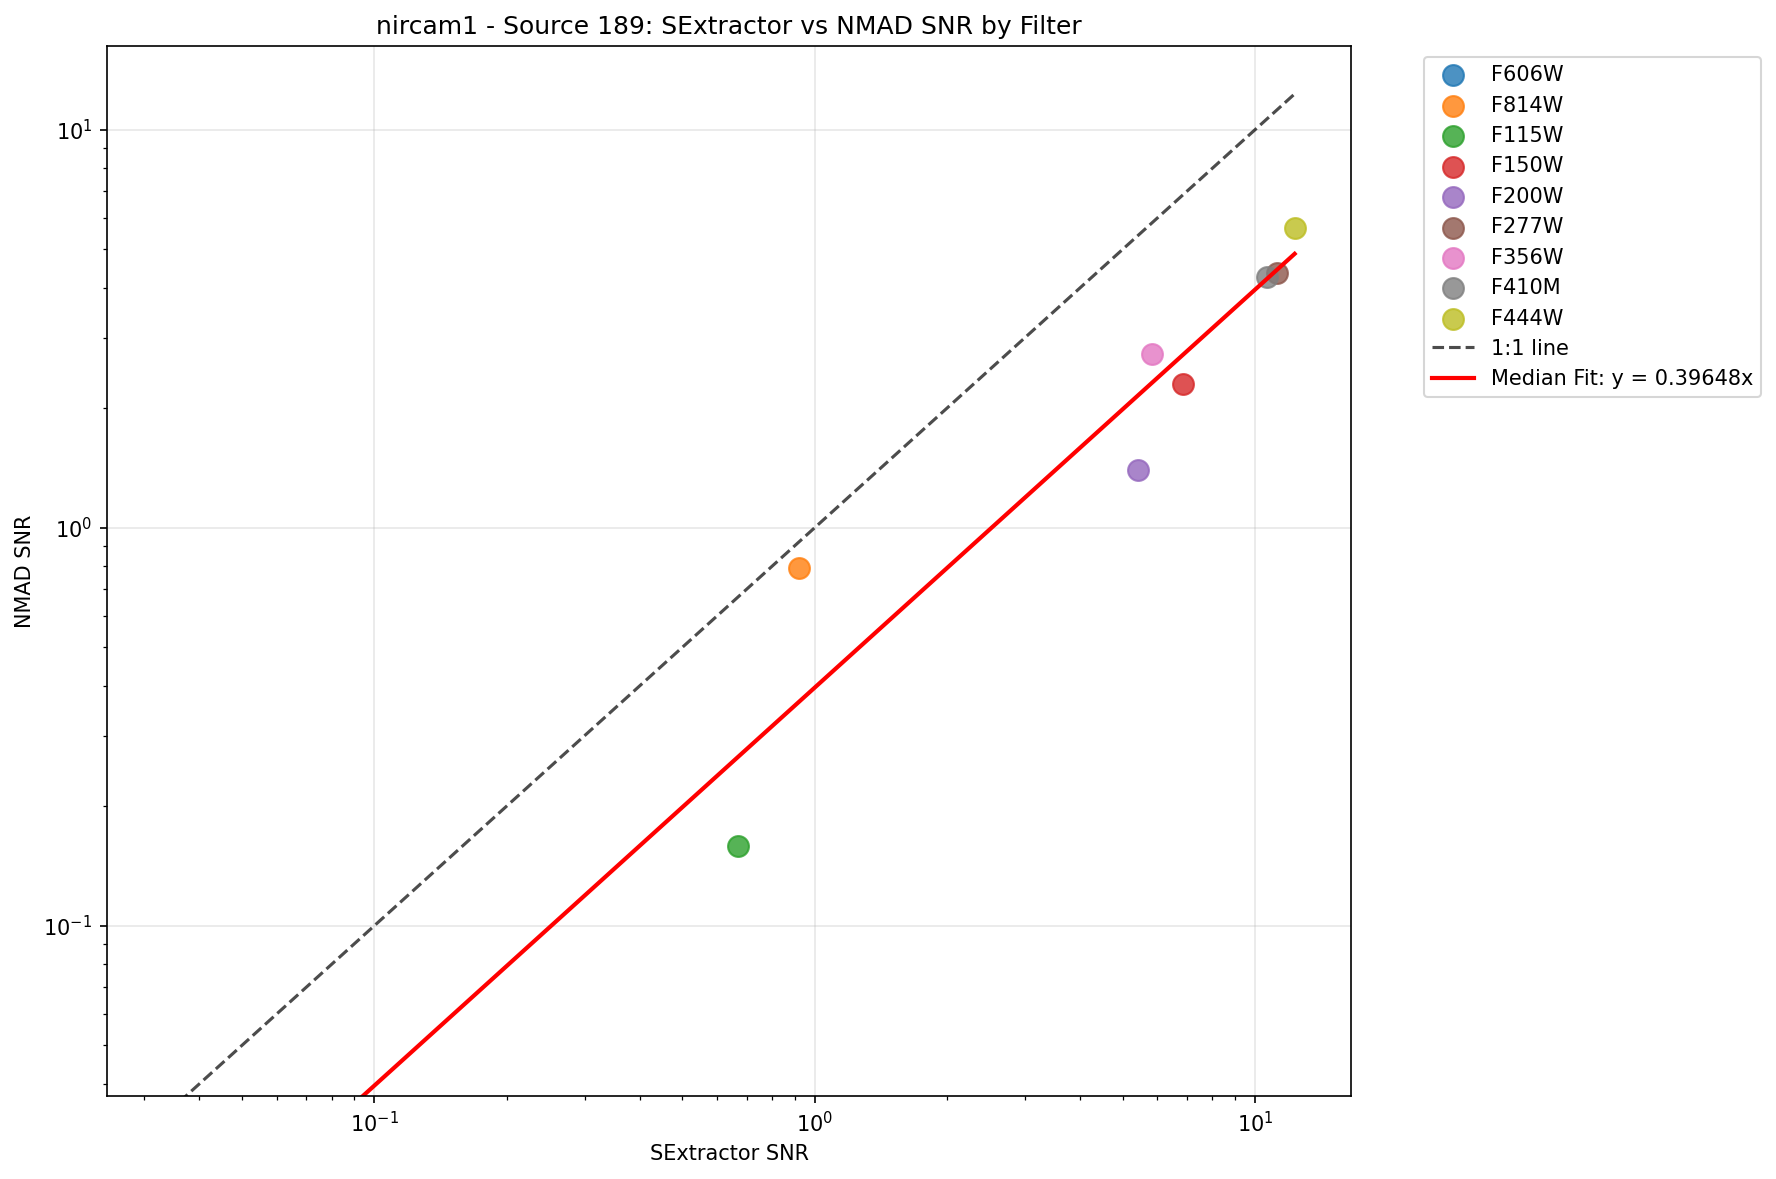 nircam1 - Source 189: SExtractor vs NMAD SNR by Filter
F606W
F814W
F115W
F150W
F200W
F277W
F356W
F410M
F444W
1:1 line
Median Fit: y = 0.39648x
NMAD SNR
10¹
10⁰
10⁻¹
10⁻¹
10⁰
10¹
SExtractor SNR